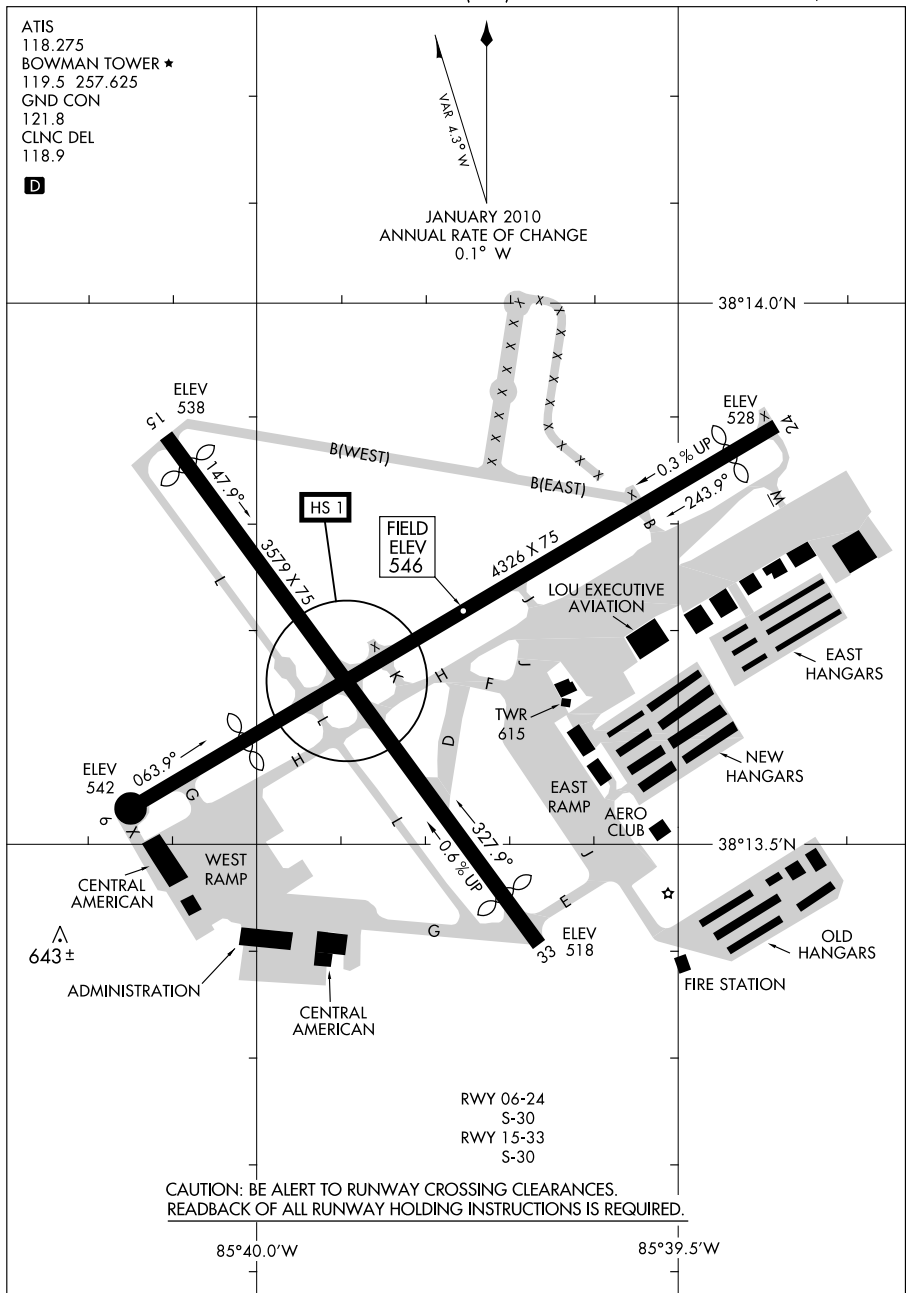 ATIS
118.275
BOWMAN TOWER ★
119.5 257.625
GND CON
121.8
CLNC DEL
118.9
D
VAR 4.3° W
JANUARY 2010
ANNUAL RATE OF CHANGE
0.1° W
38°14.0'N
X X X X X X X X X X X X X X X X X
ELEV
538
15
ELEV
528
24
X
B(WEST)
B(EAST)
0.3 % UP
243.9°
147.9°
HS 1
FIELD
ELEV
546
4326 X 75
3579 X 75
B
W
L
J
LOU EXECUTIVE
AVIATION
EAST
HANGARS
X
K
H
F
J
TWR
615
L
H
D
NEW
HANGARS
ELEV
542
063.9°
G
6
X
EAST
RAMP
AERO
CLUB
L
327.9°
0.6 % UP
J
38°13.5'N
CENTRAL
AMERICAN
WEST
RAMP
E
G
33
ELEV
518
OLD
HANGARS
643 ±
ADMINISTRATION
CENTRAL
AMERICAN
FIRE STATION
RWY 06-24
S-30
RWY 15-33
S-30
CAUTION: BE ALERT TO RUNWAY CROSSING CLEARANCES.
READBACK OF ALL RUNWAY HOLDING INSTRUCTIONS IS REQUIRED.
85°40.0'W
85°39.5'W